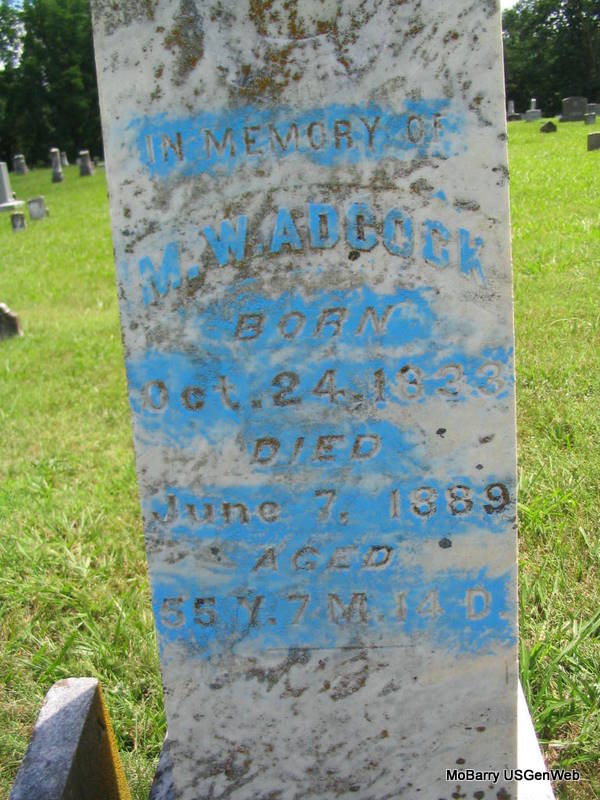 IN MEMORY OF
M. W. ADCOCK
BORN
Oct. 24, 1833
DIED
June 7, 1889
AGED
55 Y. 7 M. 14 D
MoBarry USGenWeb